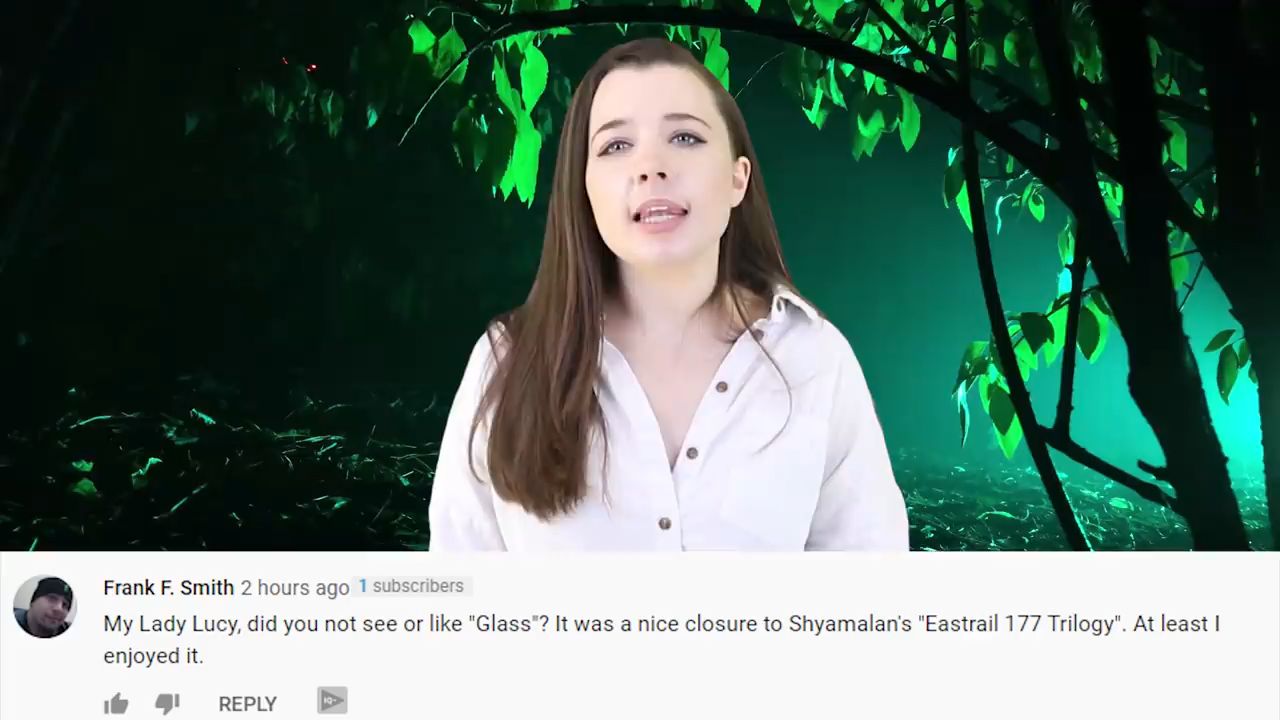 Frank F. Smith 2 hours ago 1 subscribers
My Lady Lucy, did you not see or like "Glass"? It was a nice closure to Shyamalan's "Eastrail 177 Trilogy". At least I
enjoyed it.
REPLY